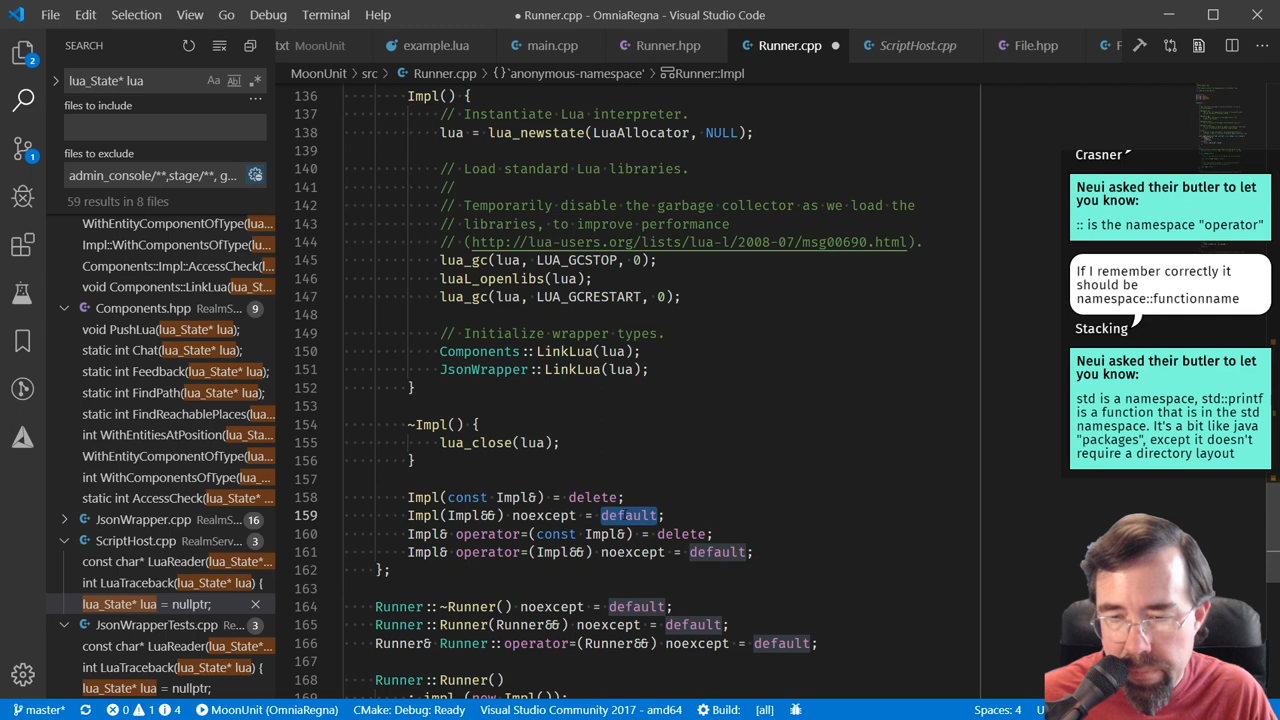 File Edit Selection View Go Debug Terminal Help
● Runner.cpp - OmniaRegna - Visual Studio Code
SEARCH
txt MoonUnit example.lua main.cpp Runner.hpp Runner.cpp ScriptHost.cpp File.hpp
MoonUnit > src > Runner.cpp > {} `anonymous-namespace' > Runner::Impl
lua_State* lua
Aa Abl .*
files to include
files to exclude
admin_console/**,stage/**, g...
59 results in 8 files
WithEntityComponentOfType(lua...
Impl::WithComponentsOfType(l...
Components::Impl::AccessCheck(l...
void Components::LinkLua(lua_St...
Components.hpp RealmS... 9
void PushLua(lua_State* lua);
static int Chat(lua_State* lua);
static int Feedback(lua_State* lua);
static int FindPath(lua_State* lua);
static int FindReachablePlaces(lua...
int WithEntitiesAtPosition(lua_Sta...
WithEntityComponentOfType(lua...
int WithComponentsOfType(lua_S...
static int AccessCheck(lua_State* ...
JsonWrapper.cpp RealmS... 16
ScriptHost.cpp RealmServe... 3
const char* LuaReader(lua_State*...
int LuaTraceback(lua_State* lua) {
lua_State* lua = nullptr;
JsonWrapperTests.cpp Re... 3
const char* LuaReader(lua_State*...
int LuaTraceback(lua_State* lua) {
lua_State* lua = nullptr;
136 Impl() {
137 // Instantiate Lua interpreter.
138 lua = lua_newstate(LuaAllocator, NULL);
139
140 // Load standard Lua libraries.
141 //
142 // Temporarily disable the garbage collector as we load the
143 // libraries, to improve performance
144 // (http://lua-users.org/lists/lua-l/2008-07/msg00690.html).
145 lua_gc(lua, LUA_GCSTOP, 0);
146 luaL_openlibs(lua);
147 lua_gc(lua, LUA_GCRESTART, 0);
148
149 // Initialize wrapper types.
150 Components::LinkLua(lua);
151 JsonWrapper::LinkLua(lua);
152 }
153
154 ~Impl() {
155 lua_close(lua);
156 }
157
158 Impl(const Impl&) = delete;
159 Impl(Impl&&) noexcept = default;
160 Impl& operator=(const Impl&) = delete;
161 Impl& operator=(Impl&&) noexcept = default;
162 };
163
164 Runner::~Runner() noexcept = default;
165 Runner::Runner(Runner&&) noexcept = default;
166 Runner& Runner::operator=(Runner&&) noexcept = default;
167
168 Runner::Runner()
169 : impl_(new Impl());
Crasner
Neui asked their butler to let
you know:
:: is the namespace "operator"
If I remember correctly it
should be
namespace::functionname
Stacking
Neui asked their butler to let
you know:
std is a namespace, std::printf
is a function that is in the std
namespace. It's a bit like java
"packages", except it doesn't
require a directory layout
2
1
master* 0 1 4 MoonUnit (OmniaRegna) CMake: Debug: Ready Visual Studio Community 2017 - amd64 Build: [all] Spaces: 4